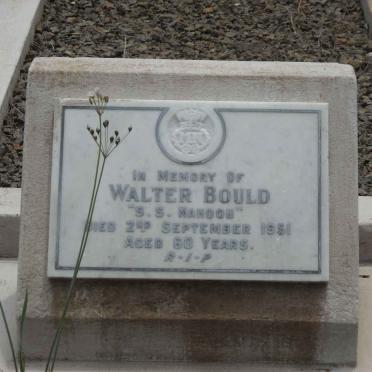 IN MEMORY OF
WALTER BOULD
"S.S. NANOOH"
DIED 2ND SEPTEMBER 1951
AGED 60 YEARS.
R-I-P